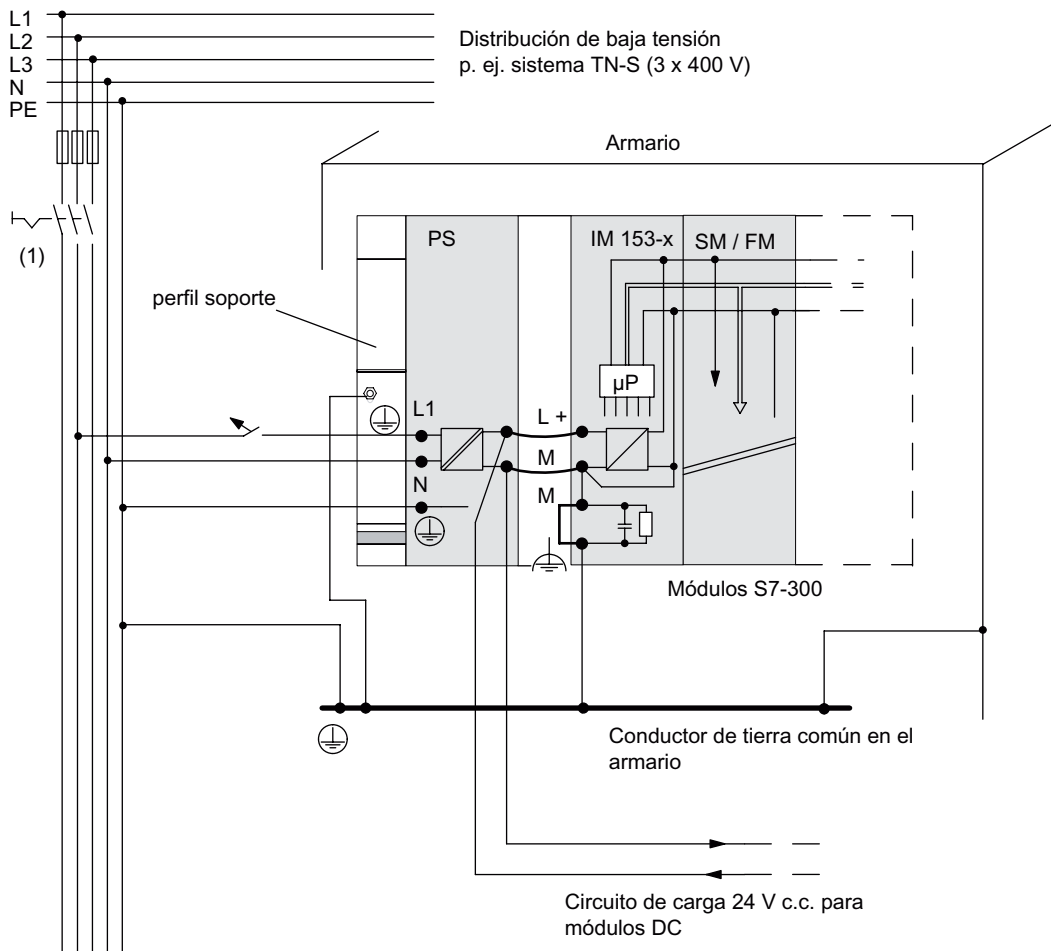 L1
L2
L3
N
PE
Distribución de baja tensión
p. ej. sistema TN-S (3 x 400 V)
Armario
(1)
PS
IM 153-x
SM / FM
perfil soporte
µP
L1
L +
M
N
M
Módulos S7-300
Conductor de tierra común en el
armario
Circuito de carga 24 V c.c. para
módulos DC